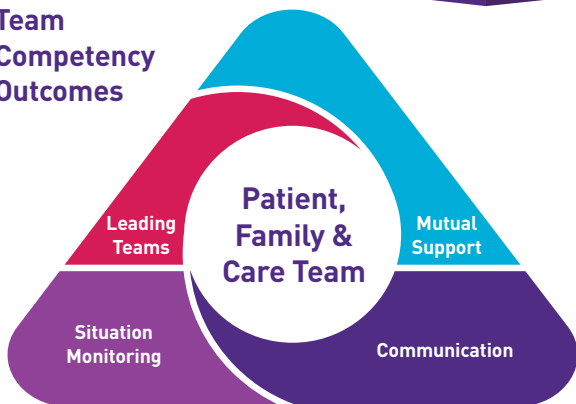 Team
Competency
Outcomes
Patient,
Family &
Care Team
Leading
Teams
Mutual
Support
Situation
Monitoring
Communication